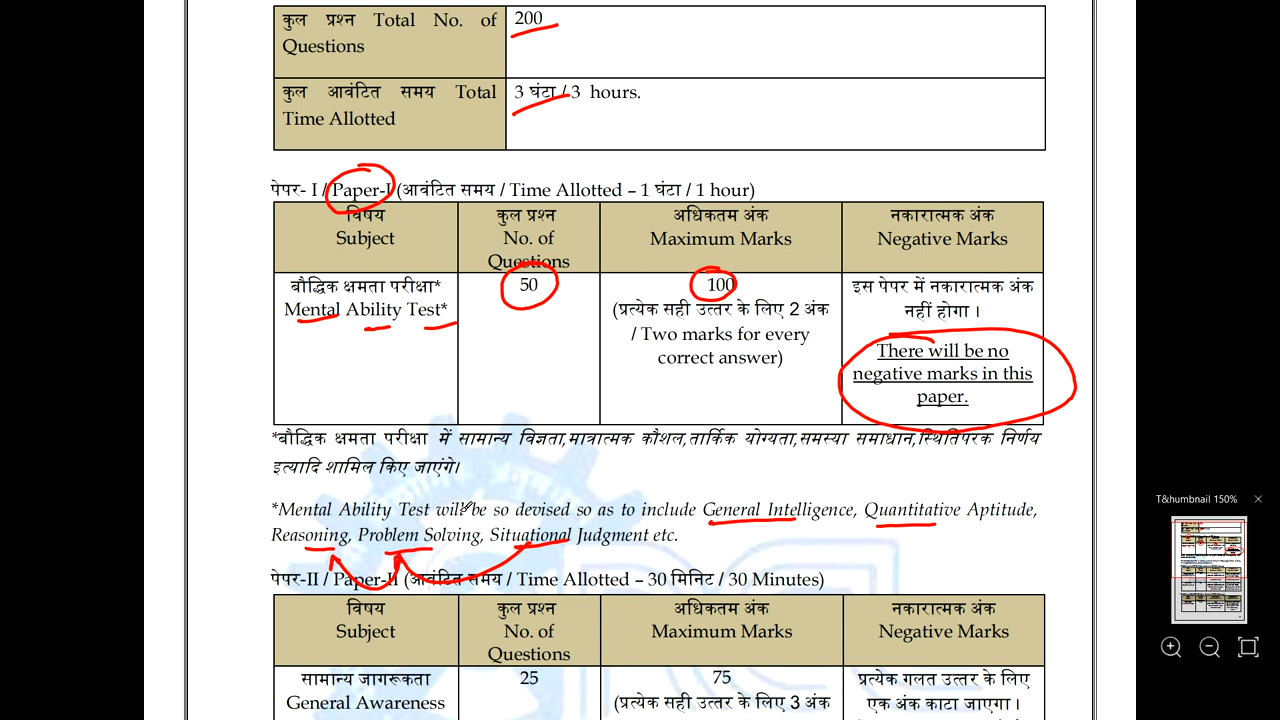 कुल प्रश्न Total No. of
Questions
200
कुल आवंटित समय Total
Time Allotted
3 घंटा / 3 hours.
पेपर- I / Paper-I (आवंटित समय / Time Allotted – 1 घंटा / 1 hour)
विषय
Subject
कुल प्रश्न
No. of
Questions
अधिकतम अंक
Maximum Marks
नकारात्मक अंक
Negative Marks
बौद्धिक क्षमता परीक्षा*
Mental Ability Test*
50
100
(प्रत्येक सही उत्तर के लिए 2 अंक
/ Two marks for every
correct answer)
इस पेपर में नकारात्मक अंक
नहीं होगा ।
There will be no
negative marks in this
paper.
*बौद्धिक क्षमता परीक्षा में सामान्य विज्ञता,मात्रात्मक कौशल,तार्किक योग्यता,समस्या समाधान,स्थितिपरक निर्णय
इत्यादि शामिल किए जाएंगे।
*Mental Ability Test will be so devised so as to include General Intelligence, Quantitative Aptitude,
Reasoning, Problem Solving, Situational Judgment etc.
पेपर-II / Paper-II (आवंटित समय / Time Allotted – 30 मिनिट / 30 Minutes)
विषय
Subject
कुल प्रश्न
No. of
Questions
अधिकतम अंक
Maximum Marks
नकारात्मक अंक
Negative Marks
सामान्य जागरूकता
General Awareness
25
75
(प्रत्येक सही उत्तर के लिए 3 अंक
प्रत्येक गलत उत्तर के लिए
एक अंक काटा जाएगा ।
T&humbnail 150%